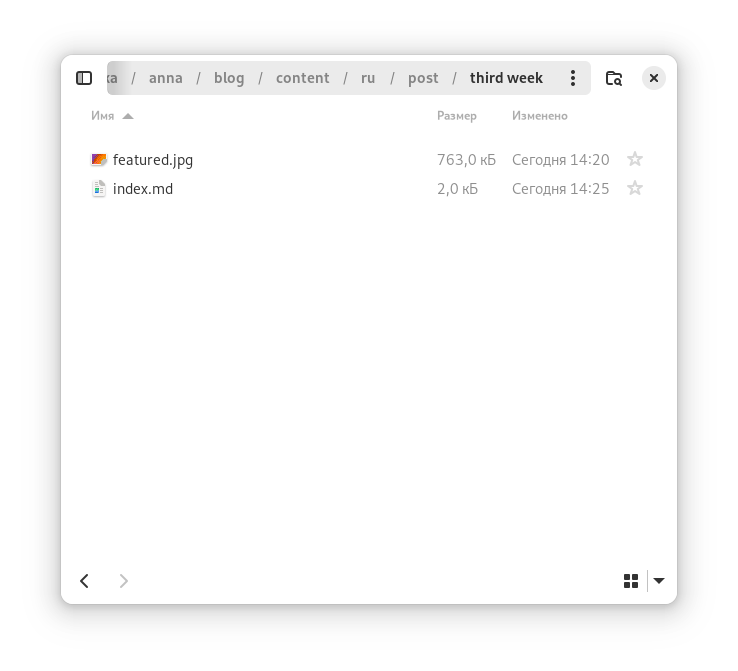 / anna / blog / content / ru / post / third week
Имя Размер Изменено
featured.jpg 763,0 кБ Сегодня 14:20
index.md 2,0 кБ Сегодня 14:25